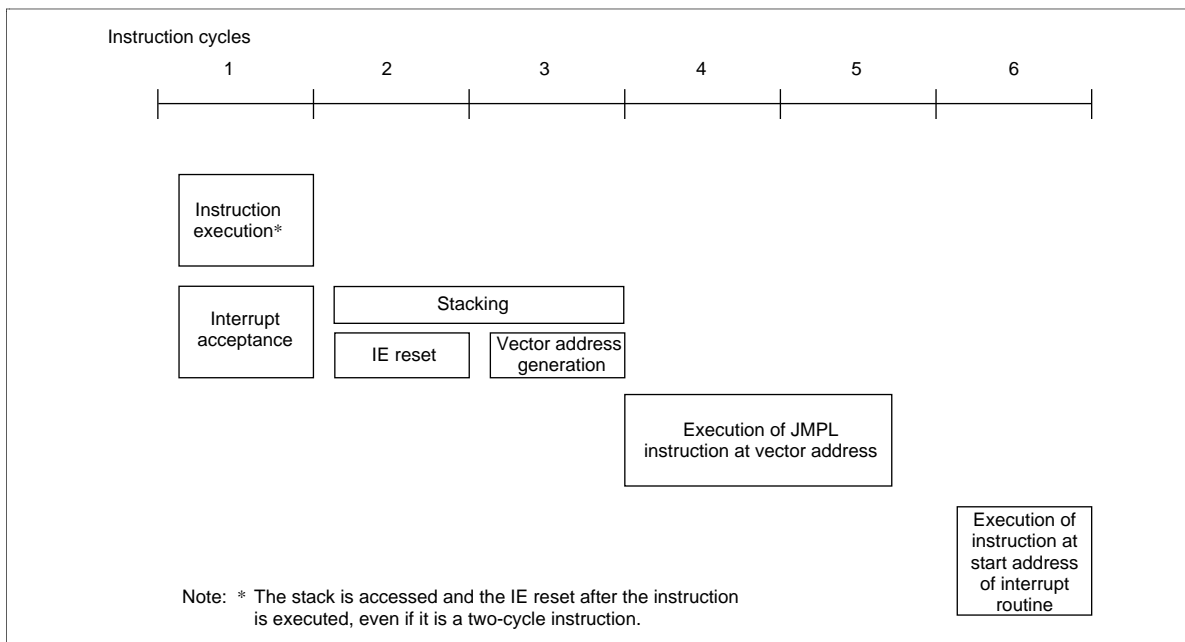 Instruction cycles
1 2 3 4 5 6
Instruction
execution*
Interrupt
acceptance
Stacking
IE reset
Vector address
generation
Execution of JMPL
instruction at vector address
Execution of
instruction at
start address
of interrupt
routine
Note: * The stack is accessed and the IE reset after the instruction
is executed, even if it is a two-cycle instruction.